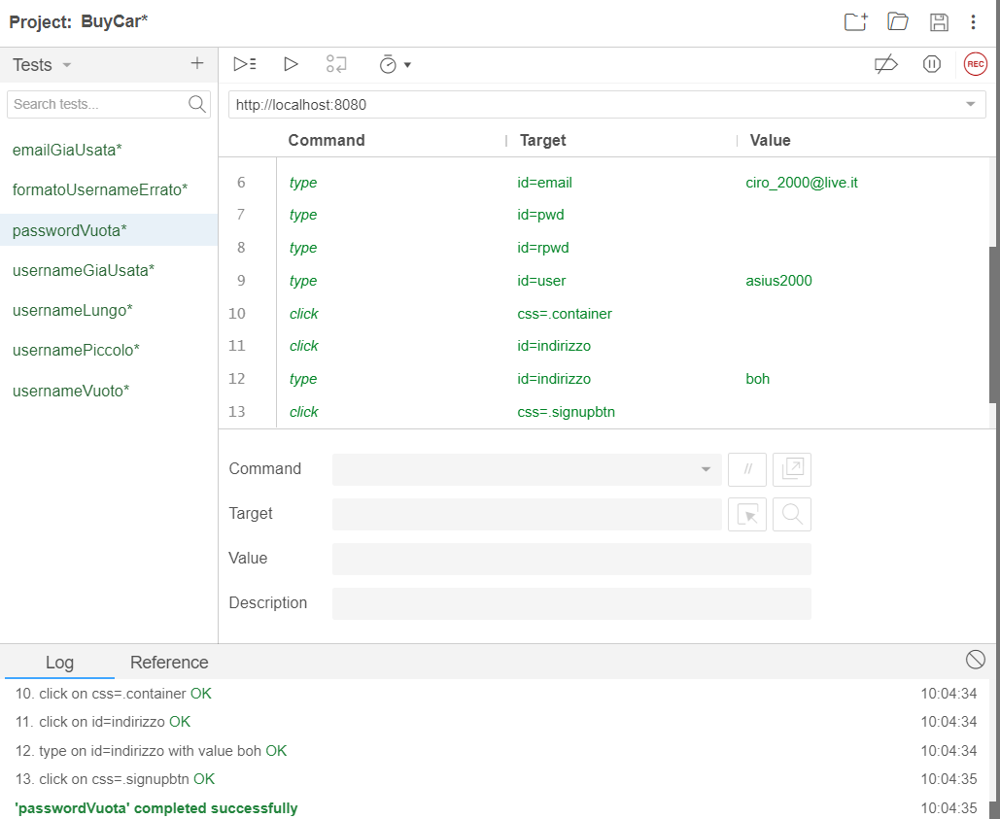 Project: BuyCar*
Tests
REC
Search tests...
http://localhost:8080
Command Target Value
emailGiaUsata*
formatoUsernameErrato*
passwordVuota*
usernameGiaUsata*
usernameLungo*
usernamePiccolo*
usernameVuoto*
6 type id=email ciro_2000@live.it
7 type id=pwd
8 type id=rpwd
9 type id=user asius2000
10 click css=.container
11 click id=indirizzo
12 type id=indirizzo boh
13 click css=.signupbtn
Command //
Target
Value
Description
Log Reference
10. click on css=.container OK 10:04:34
11. click on id=indirizzo OK 10:04:34
12. type on id=indirizzo with value boh OK 10:04:34
13. click on css=.signupbtn OK 10:04:35
'passwordVuota' completed successfully 10:04:35